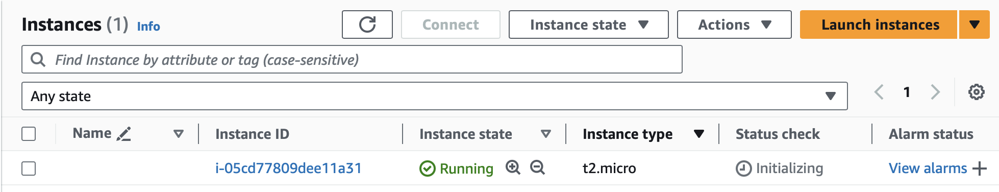 Instances (1) Info Connect Instance state Actions Launch instances
Find Instance by attribute or tag (case-sensitive)
Any state 1
Name Instance ID Instance state Instance type Status check Alarm status
i-05cd77809dee11a31 Running t2.micro Initializing View alarms